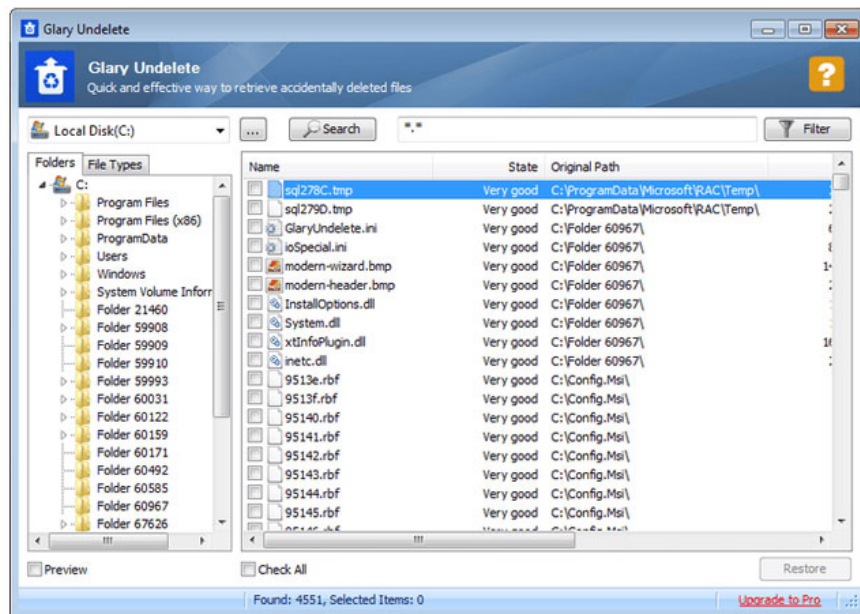 Glary Undelete
Glary Undelete
Quick and effective way to retrieve accidentally deleted files
?
Local Disk(C:)
...
Search
*.*
Filter
Folders File Types
C:
Program Files
Program Files (x86)
ProgramData
Users
Windows
System Volume Inforr
Folder 21460
Folder 59908
Folder 59909
Folder 59910
Folder 59993
Folder 60031
Folder 60122
Folder 60159
Folder 60171
Folder 60492
Folder 60585
Folder 60967
Folder 67626
Name State Original Path
sql278C.tmp Very good C:\ProgramData\Microsoft\RAC\Temp\
sql279D.tmp Very good C:\ProgramData\Microsoft\RAC\Temp\
GlaryUndelete.ini Very good C:\Folder 60967\
ioSpecial.ini Very good C:\Folder 60967\
modern-wizard.bmp Very good C:\Folder 60967\
modern-header.bmp Very good C:\Folder 60967\
InstallOptions.dll Very good C:\Folder 60967\
System.dll Very good C:\Folder 60967\
xtInfoPlugin.dll Very good C:\Folder 60967\
inetc.dll Very good C:\Folder 60967\
9513e.rbf Very good C:\Config.Msi\
9513f.rbf Very good C:\Config.Msi\
95140.rbf Very good C:\Config.Msi\
95141.rbf Very good C:\Config.Msi\
95142.rbf Very good C:\Config.Msi\
95143.rbf Very good C:\Config.Msi\
95144.rbf Very good C:\Config.Msi\
95145.rbf Very good C:\Config.Msi\
Preview
Check All
Restore
Found: 4551, Selected Items: 0
Upgrade to Pro